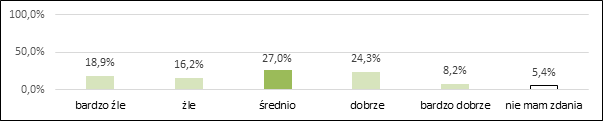 100,0%
50,0%
0,0%
18,9% 16,2% 27,0% 24,3% 8,2% 5,4%
bardzo źle źle średnio dobrze bardzo dobrze nie mam zdania